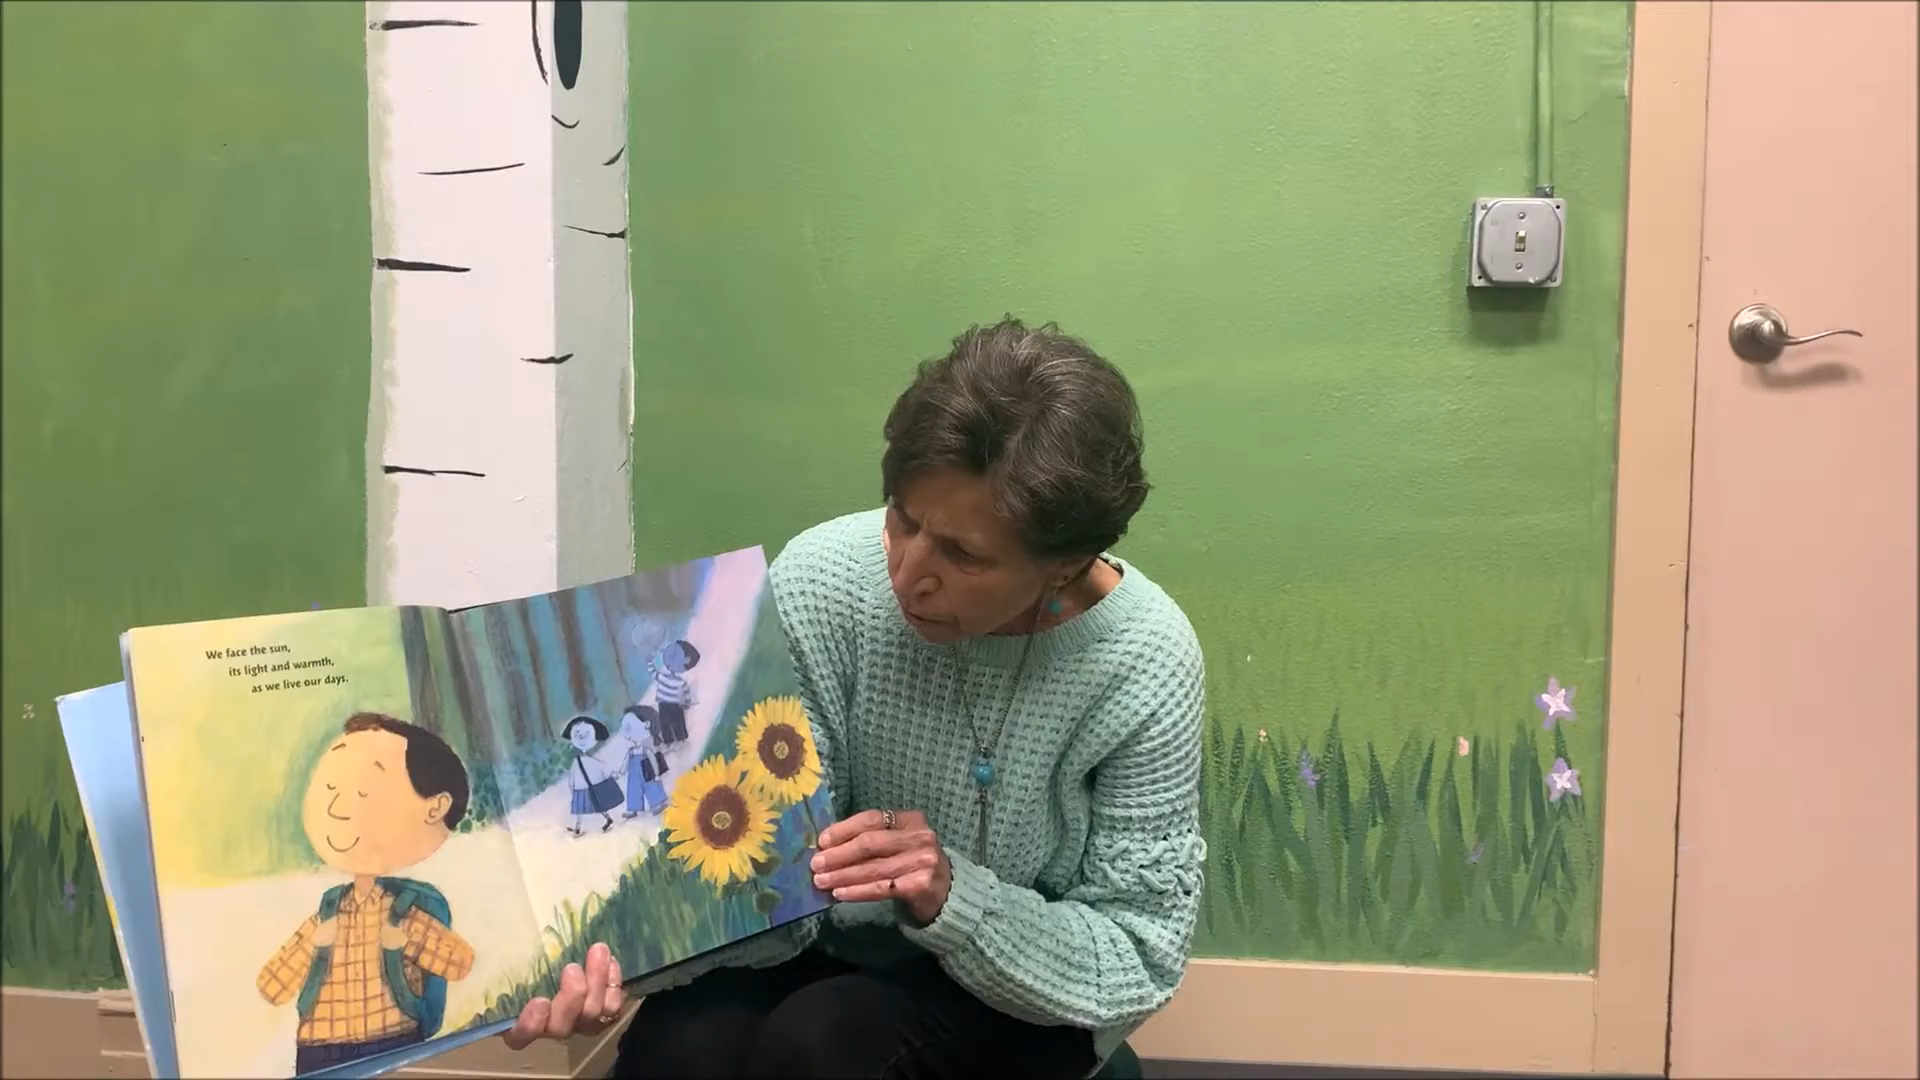 We face the sun,
its light and warmth,
as we live our days.